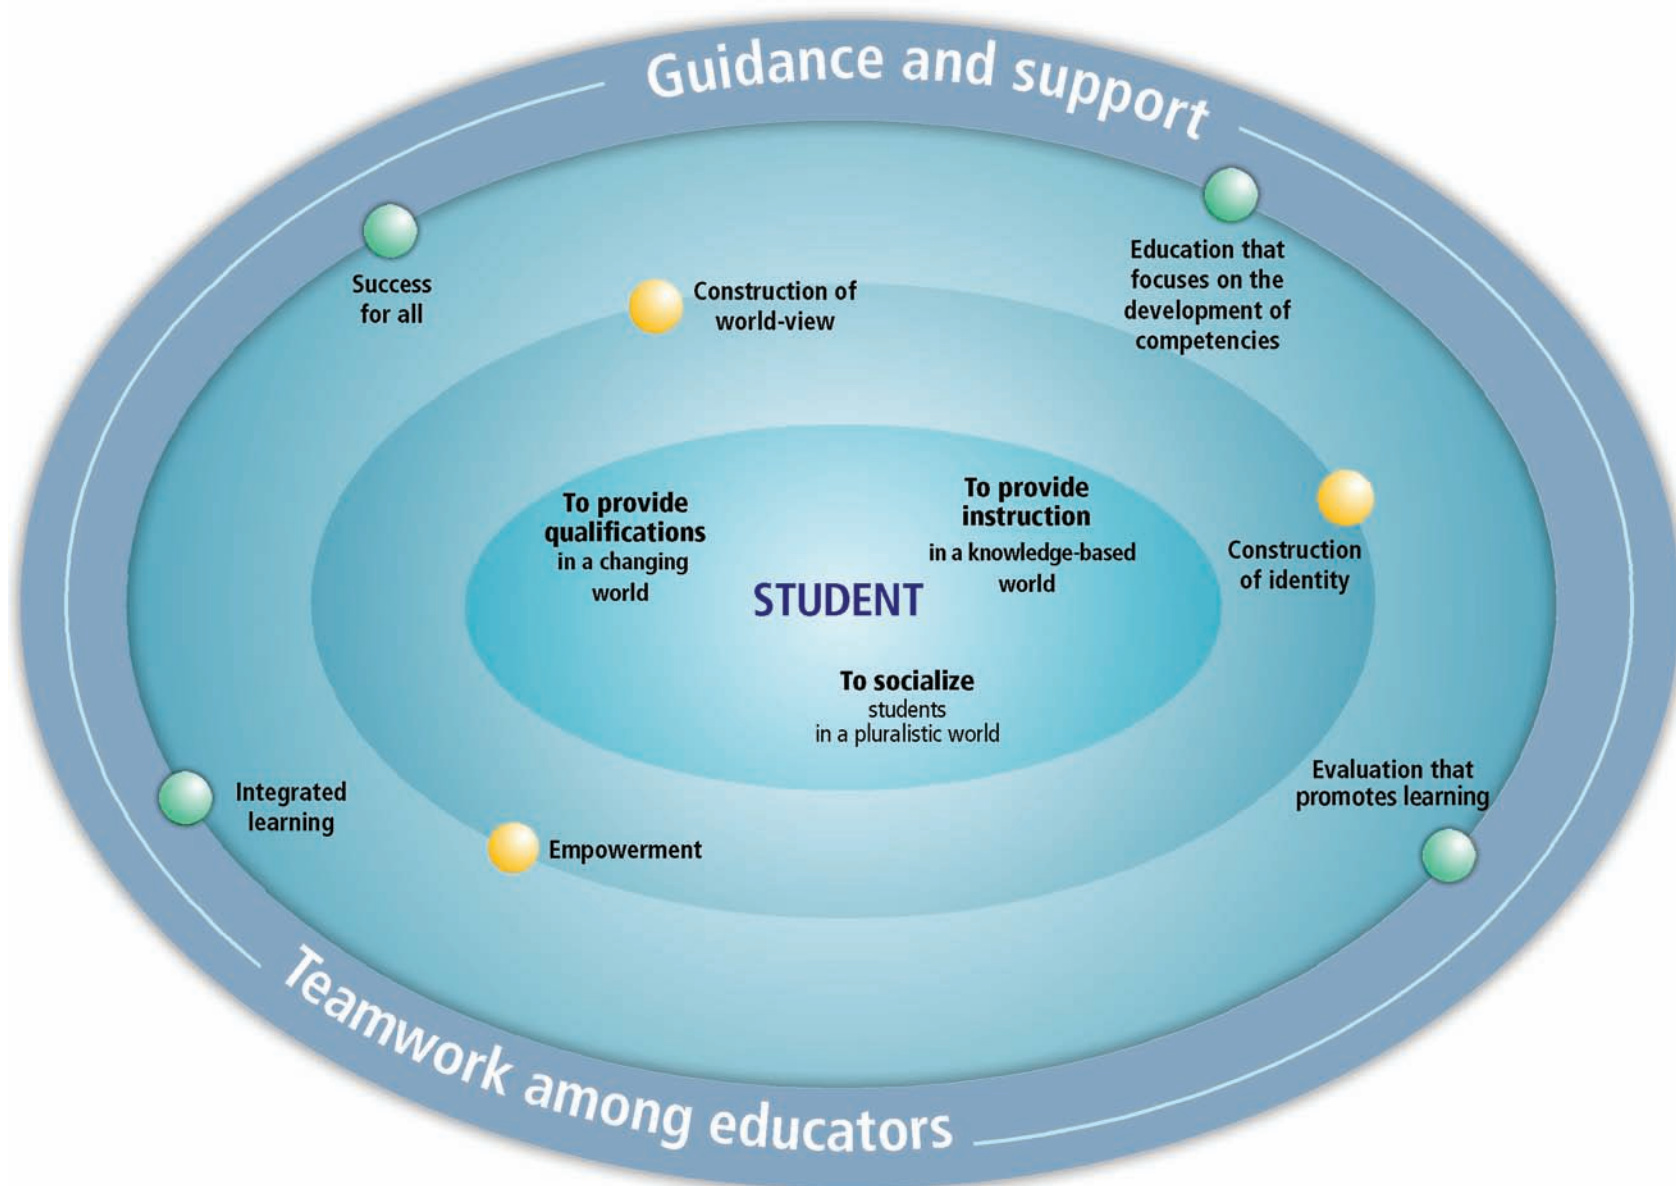 Guidance and support
Success
for all
Construction of
world-view
Education that
focuses on the
development of
competencies
To provide
qualifications
in a changing
world
To provide
instruction
in a knowledge-based
world
STUDENT
Construction
of identity
To socialize
students
in a pluralistic world
Integrated
learning
Empowerment
Evaluation that
promotes learning
Teamwork among educators